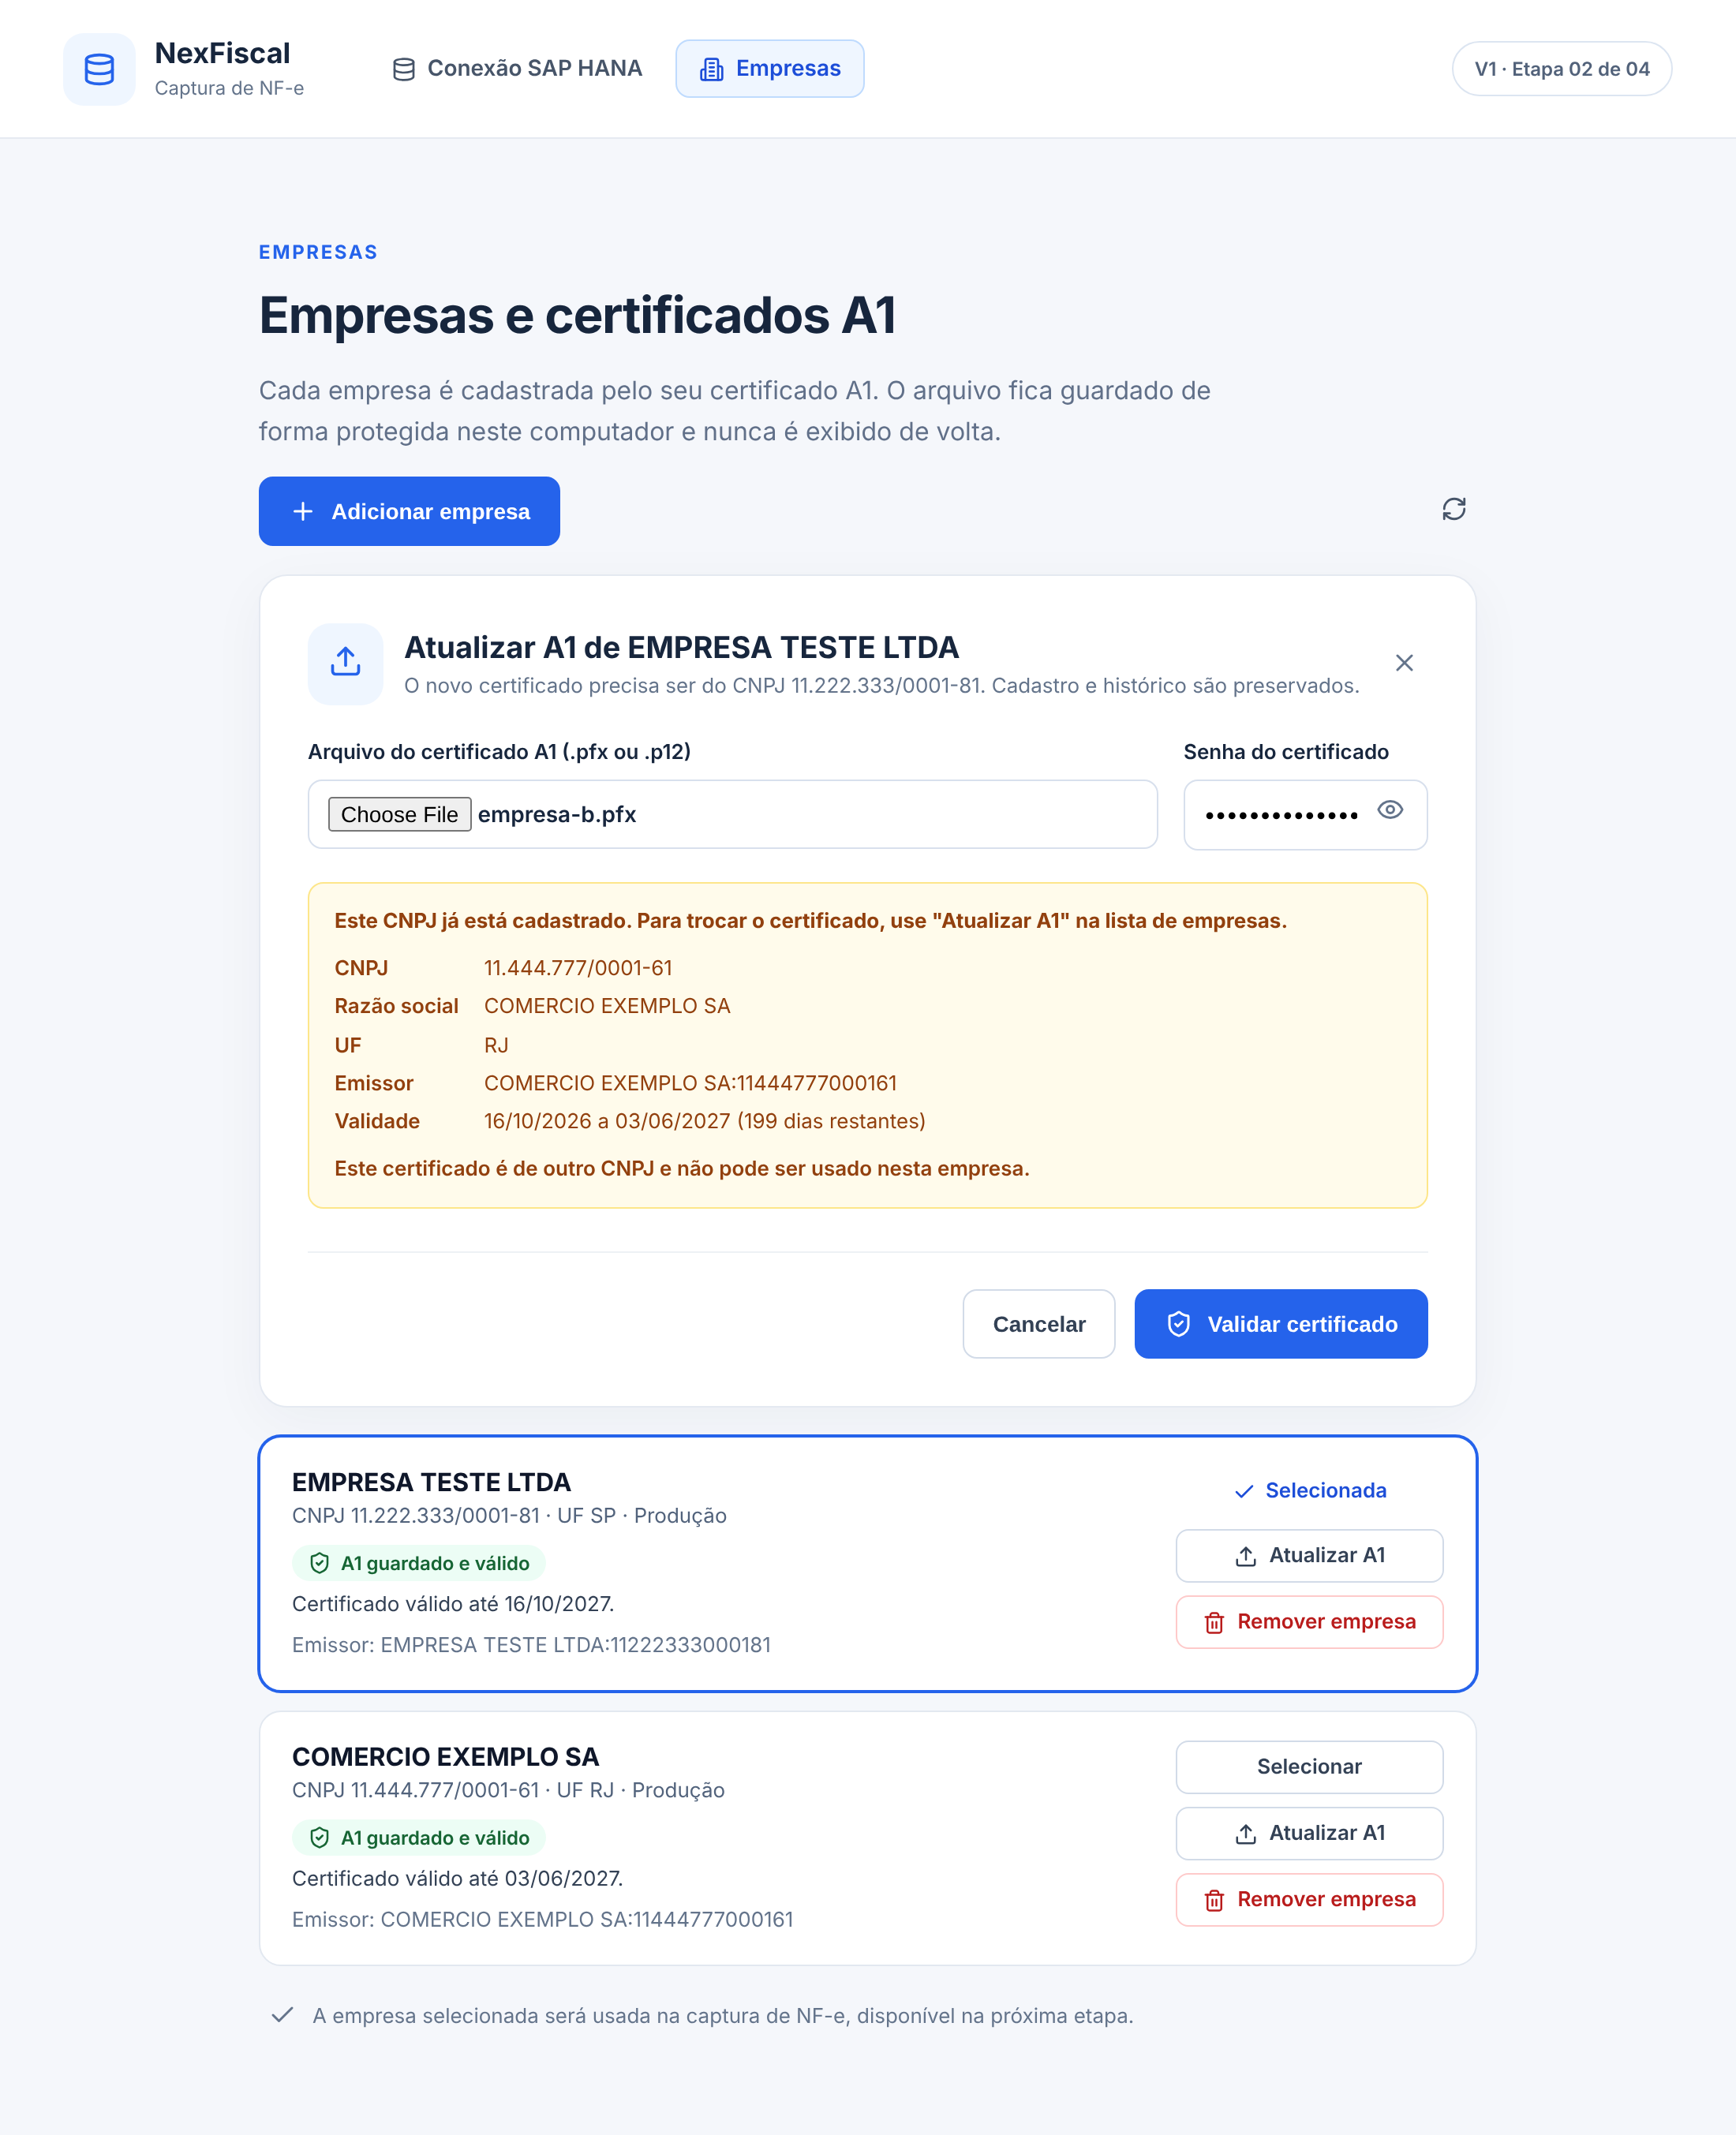 NexFiscal
Captura de NF-e
Conexão SAP HANA
Empresas
V1 · Etapa 02 de 04
EMPRESAS
Empresas e certificados A1
Cada empresa é cadastrada pelo seu certificado A1. O arquivo fica guardado de
forma protegida neste computador e nunca é exibido de volta.
Adicionar empresa
Atualizar A1 de EMPRESA TESTE LTDA
O novo certificado precisa ser do CNPJ 11.222.333/0001-81. Cadastro e histórico são preservados.
Arquivo do certificado A1 (.pfx ou .p12)
Senha do certificado
Choose File empresa-b.pfx
••••••••••••••
Este CNPJ já está cadastrado. Para trocar o certificado, use "Atualizar A1" na lista de empresas.
CNPJ 11.444.777/0001-61
Razão social COMERCIO EXEMPLO SA
UF RJ
Emissor COMERCIO EXEMPLO SA:11444777000161
Validade 16/10/2026 a 03/06/2027 (199 dias restantes)
Este certificado é de outro CNPJ e não pode ser usado nesta empresa.
Cancelar
Validar certificado
EMPRESA TESTE LTDA
CNPJ 11.222.333/0001-81 · UF SP · Produção
A1 guardado e válido
Certificado válido até 16/10/2027.
Emissor: EMPRESA TESTE LTDA:11222333000181
Selecionada
Atualizar A1
Remover empresa
COMERCIO EXEMPLO SA
CNPJ 11.444.777/0001-61 · UF RJ · Produção
A1 guardado e válido
Certificado válido até 03/06/2027.
Emissor: COMERCIO EXEMPLO SA:11444777000161
Selecionar
Atualizar A1
Remover empresa
A empresa selecionada será usada na captura de NF-e, disponível na próxima etapa.